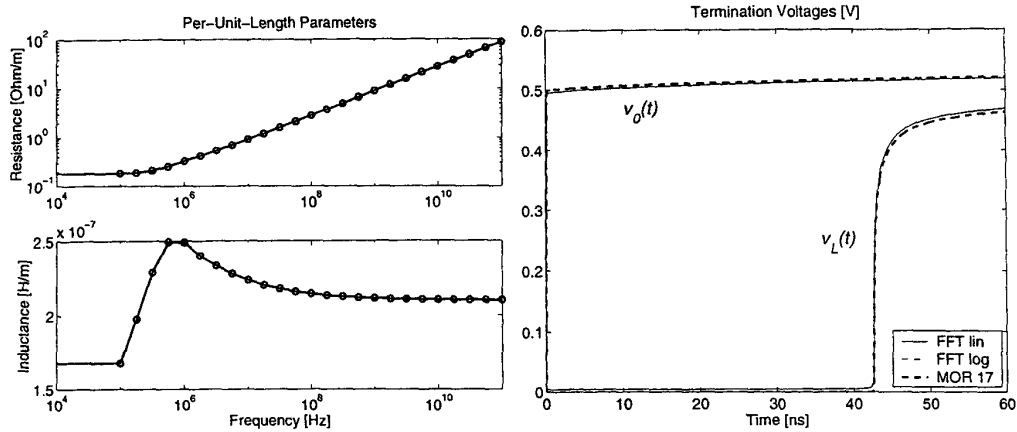 Per-Unit-Length Parameters
Resistance [Ohm/m]
10^2
10^1
10^0
10^-1
10^4 10^6 10^8 10^10
x 10^-7
Inductance [H/m]
2.5
2
1.5
10^4 10^6 10^8 10^10
Frequency [Hz]
Termination Voltages [V]
0.6
0.5
0.4
0.3
0.2
0.1
0
v_0(t)
v_L(t)
FFT lin
FFT log
MOR 17
0 10 20 30 40 50 60
Time [ns]